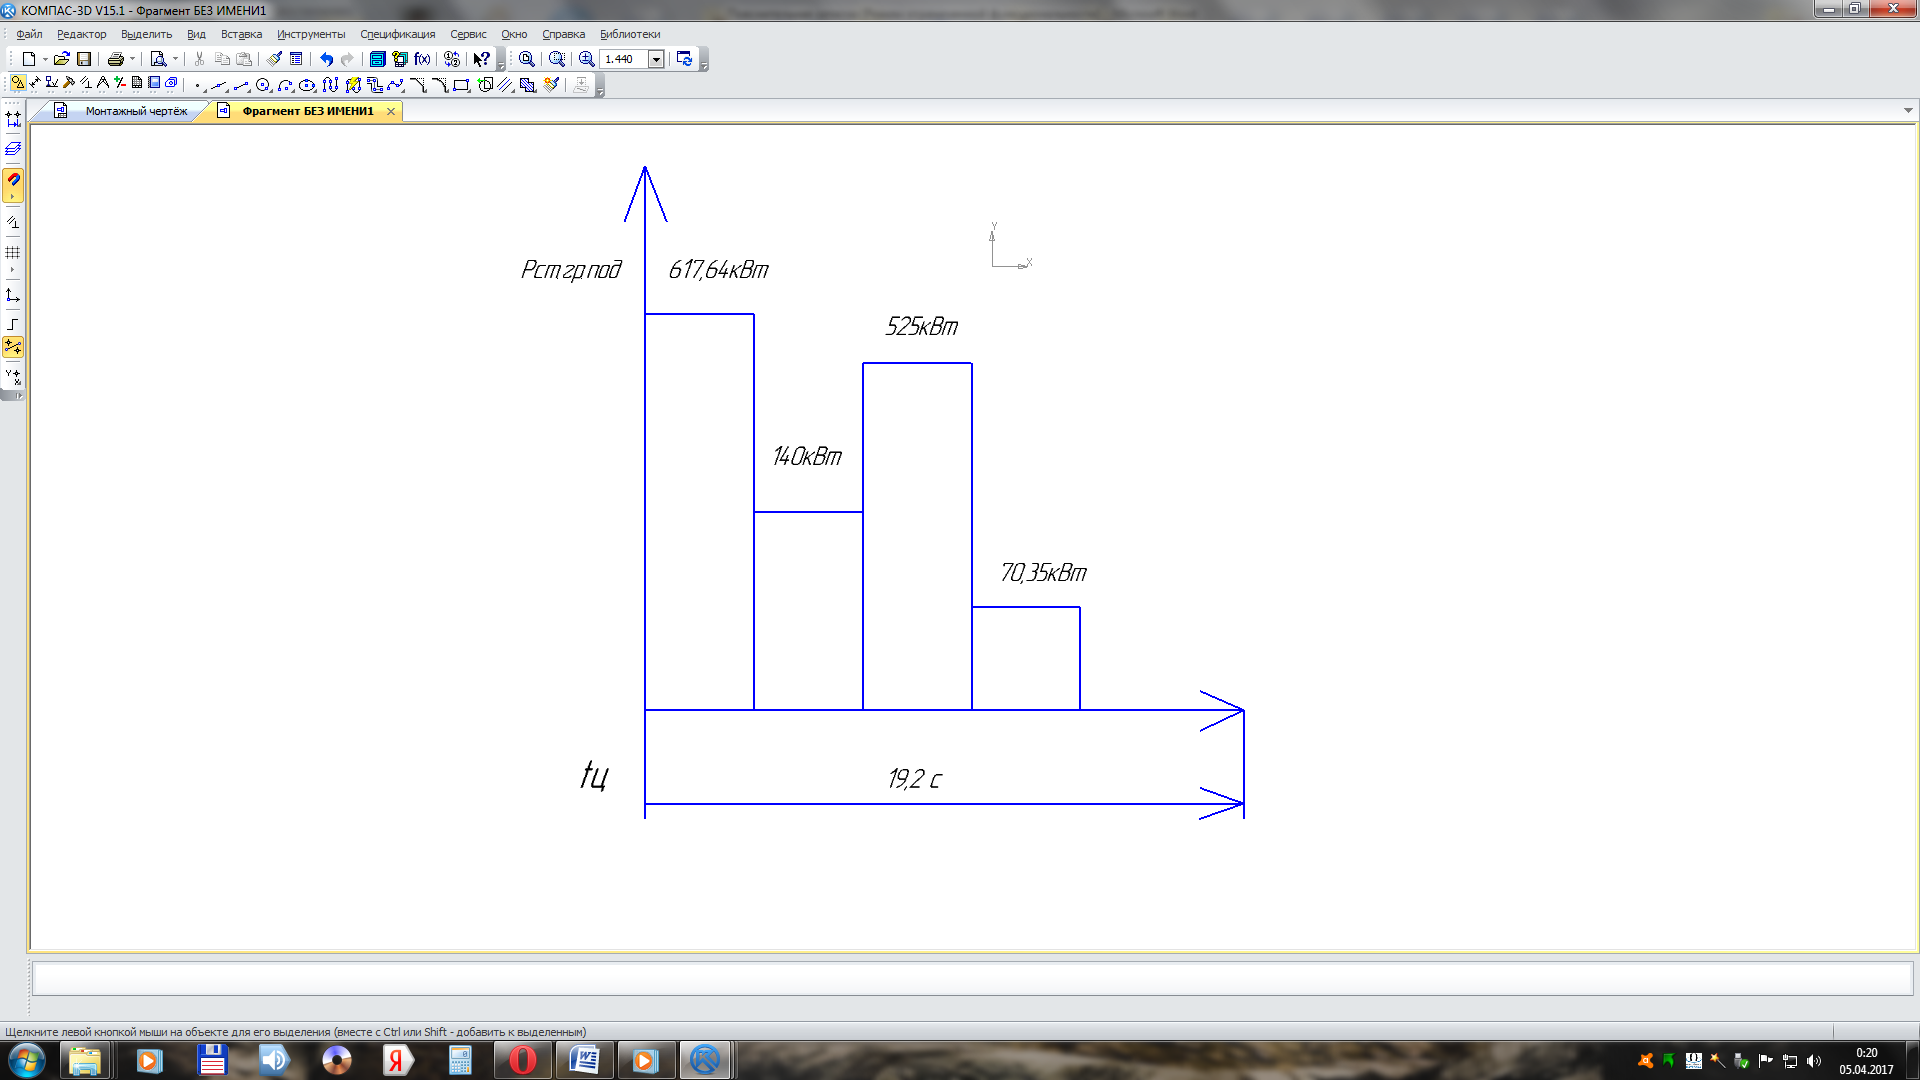 КОМПАС-3D V15.1 - Фрагмент БЕЗ ИМЕНИ1
Файл Редактор Выделить Вид Вставка Инструменты Спецификация Сервис Окно Справка Библиотеки
f(x) 1.440
Монтажный чертёж Фрагмент БЕЗ ИМЕНИ1
Y
X
Рст.гр.под 617,64кВт
525кВт
140кВт
70,35кВт
tц 19,2 с
Щелкните левой кнопкой мыши на объекте для его выделения (вместе с Ctrl или Shift - добавить к выделенным)
0:20
05.04.2017